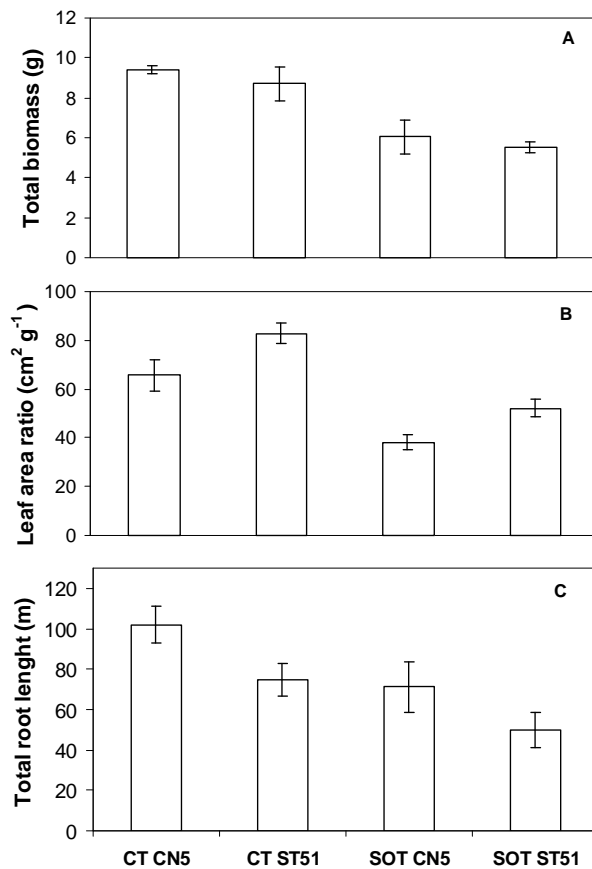 A
Total biomass (g)
12
10
8
6
4
2
0
B
Leaf area ratio (cm² g⁻¹)
100
80
60
40
20
0
C
Total root lenght (m)
120
100
80
60
40
20
0
CT CN5 CT ST51 SOT CN5 SOT ST51